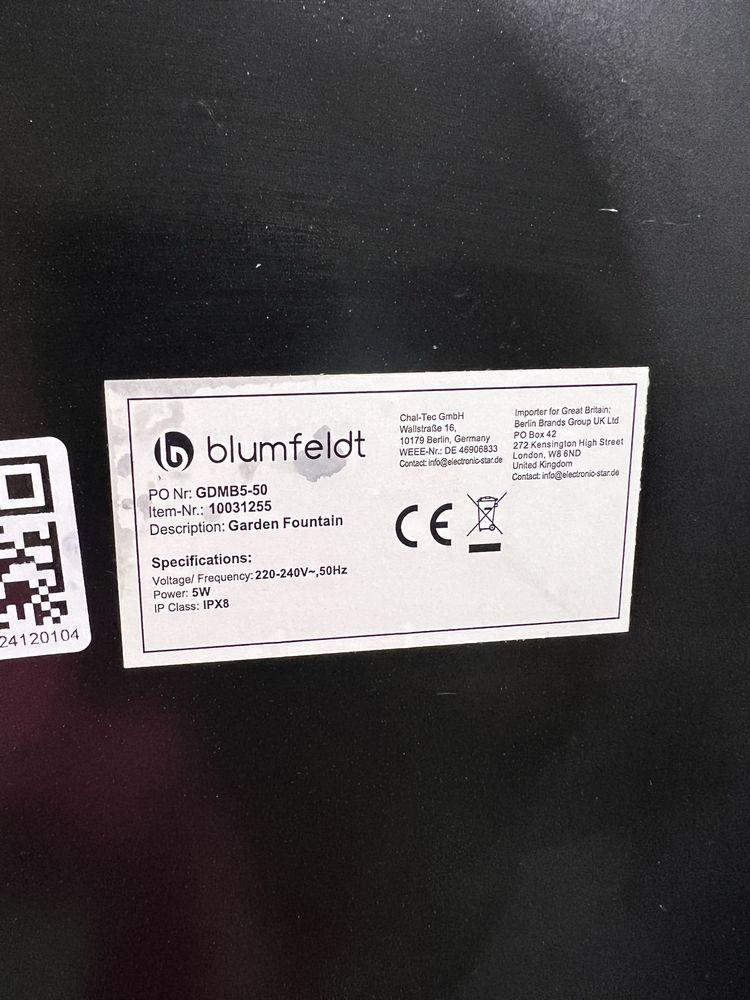 blumfeldt
PO Nr: GDMB5-50
Item-Nr.: 10031255
Description: Garden Fountain
Specifications:
Voltage/ Frequency: 220-240V~,50Hz
Power: 5W
IP Class: IPX8
Chal-Tec GmbH
Wallstraße 16,
10179 Berlin, Germany
WEEE-Nr.: DE 46906833
Contact: info@electronic-star.de
Importer for Great Britain:
Berlin Brands Group UK Ltd
PO Box 42
272 Kensington High Street
London, W8 6ND
United Kingdom
Contact: info@electronic-star.de
CE
24120104